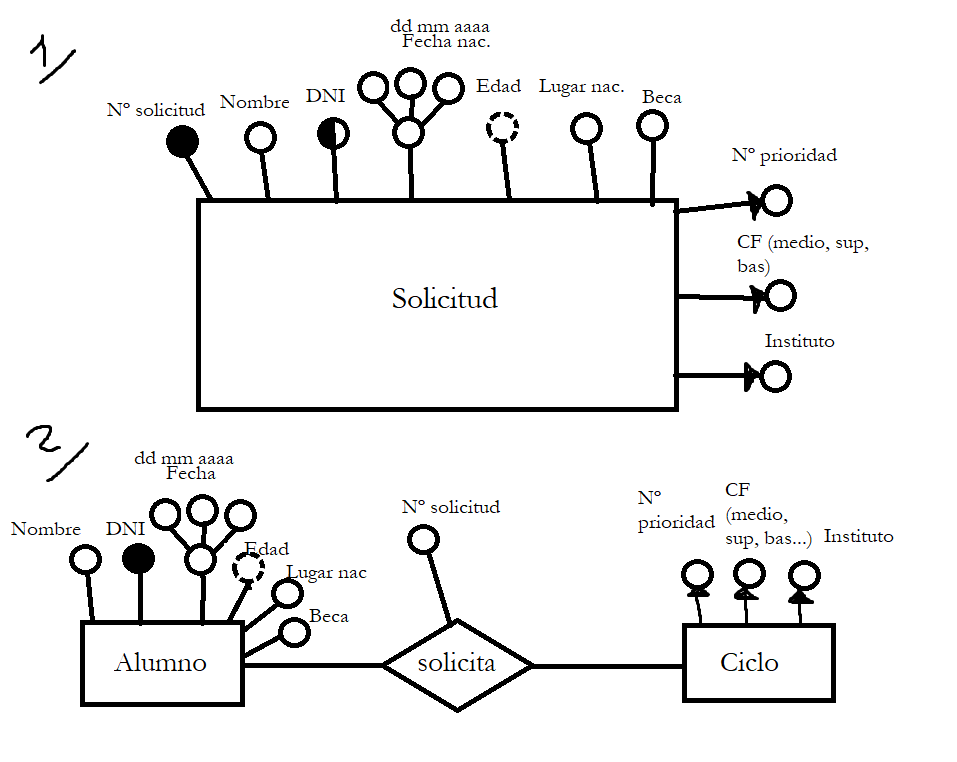 1/
dd mm aaaa
Fecha nac.
Nº solicitud
Nombre
DNI
Edad
Lugar nac.
Beca
Nº prioridad
CF (medio, sup,
bas)
Solicitud
Instituto
2/
dd mm aaaa
Fecha
Nombre
DNI
Edad
Lugar nac
Beca
Nº solicitud
Nº
prioridad
CF
(medio,
sup, bas...)
Instituto
Alumno
solicita
Ciclo